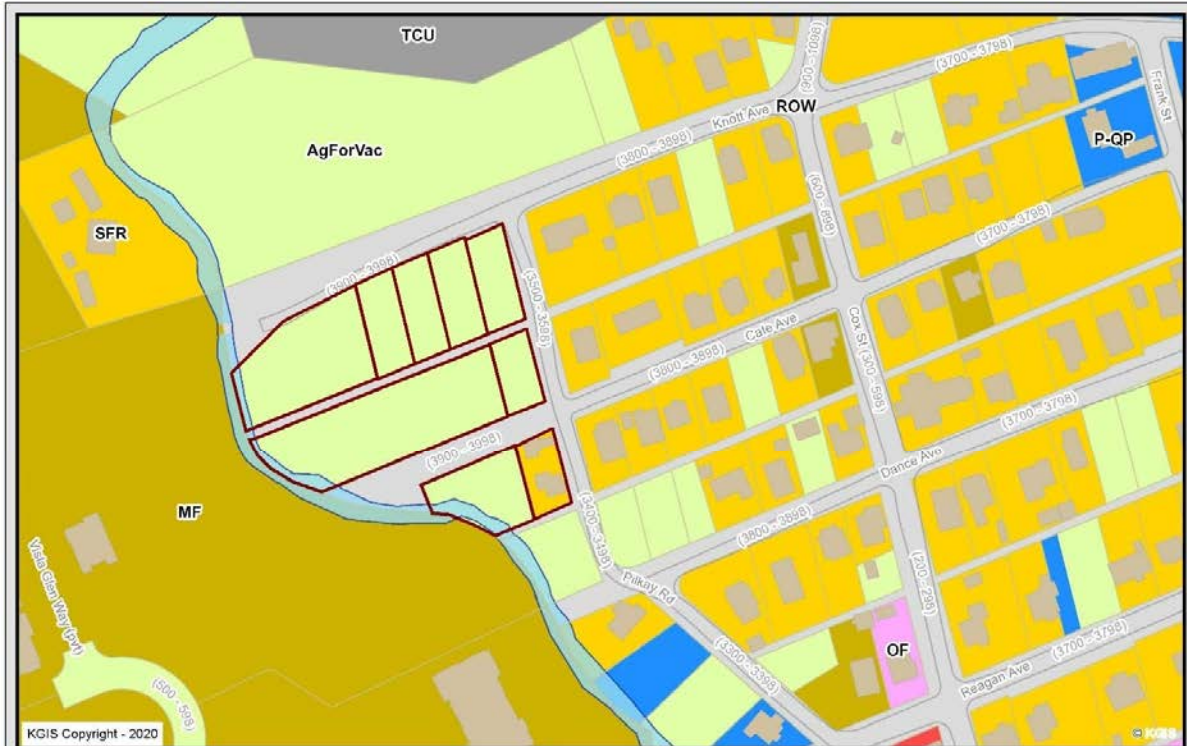 TCU
(900 - 1098)
(3700 - 3798)
Frank St
ROW
Knott Ave
P-QP
AgForVac
(3800 - 3898)
(600 - 898)
SFR
(3700 - 3798)
(3900 - 3998)
(3500 - 3598)
Cate Ave
(3800 - 3898)
Cox St (300 - 598)
(3700 - 3798)
(3900 - 3998)
Dance Ave
MF
(3400 - 3498)
(3800 - 3898)
Vista Glen Way (pvt)
Pilkay Rd
(200 - 298)
OF
(3700 - 3798)
(3300 - 3398)
Reagan Ave
(500 - 598)
KGIS Copyright - 2020
© KGIS